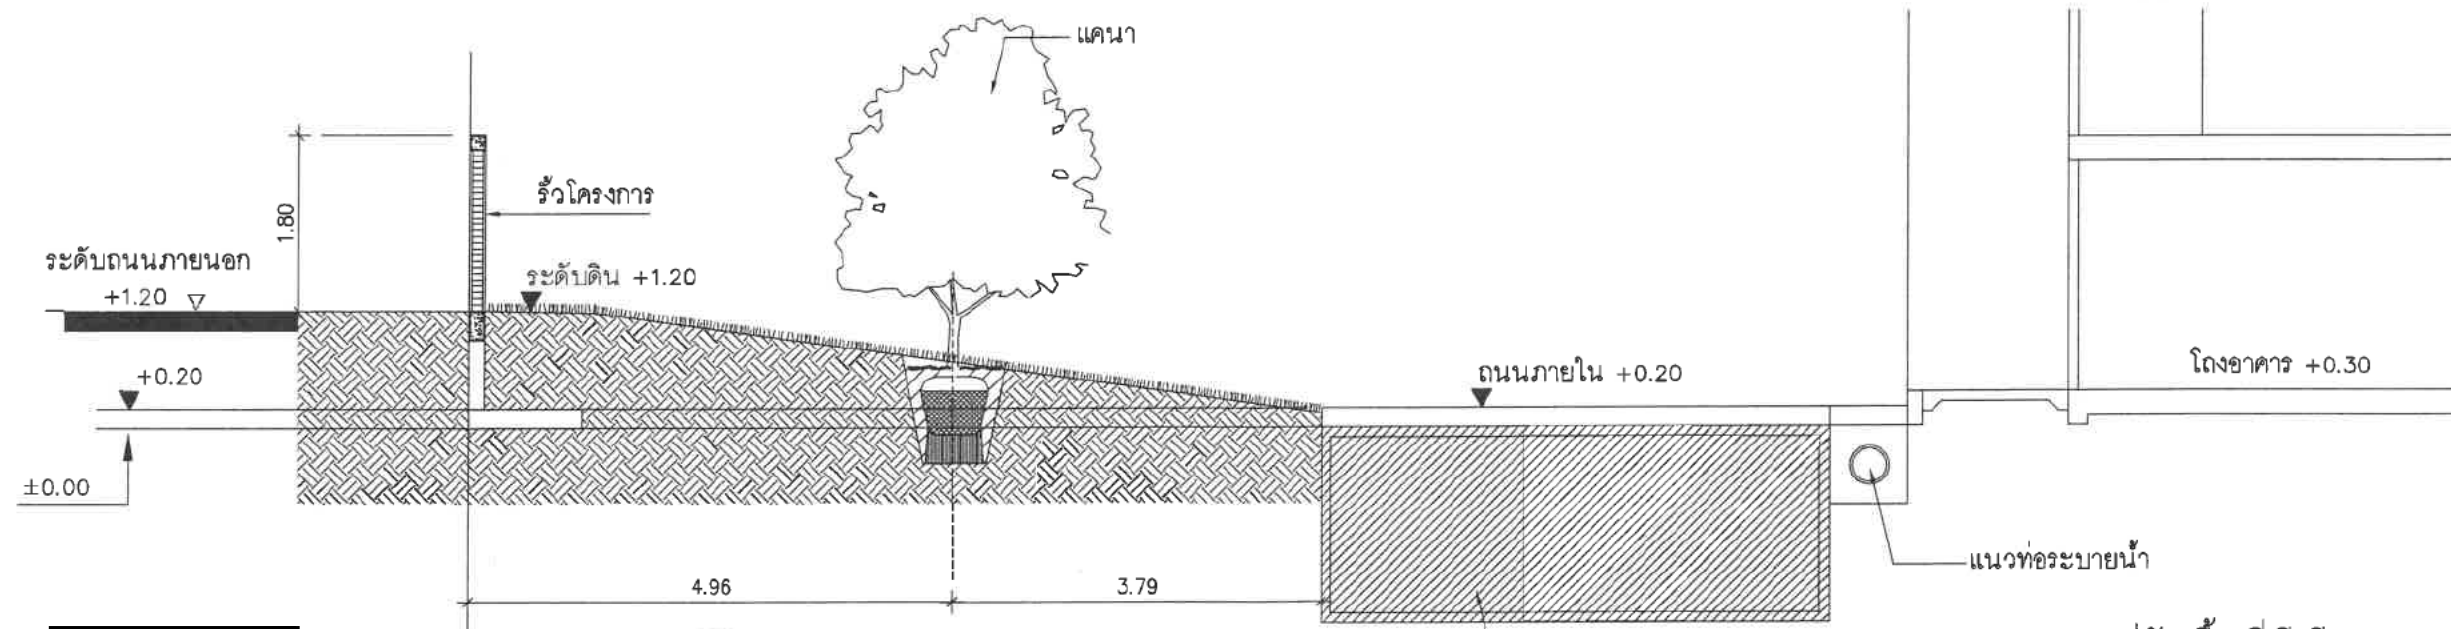 แคนา
รั้วโครงการ
1.80
ระดับถนนภายนอก
+1.20
ระดับดิน +1.20
+0.20
ถนนภายใน +0.20
โถงอาคาร +0.30
±0.00
แนวท่อระบายน้ำ
4.96
3.79